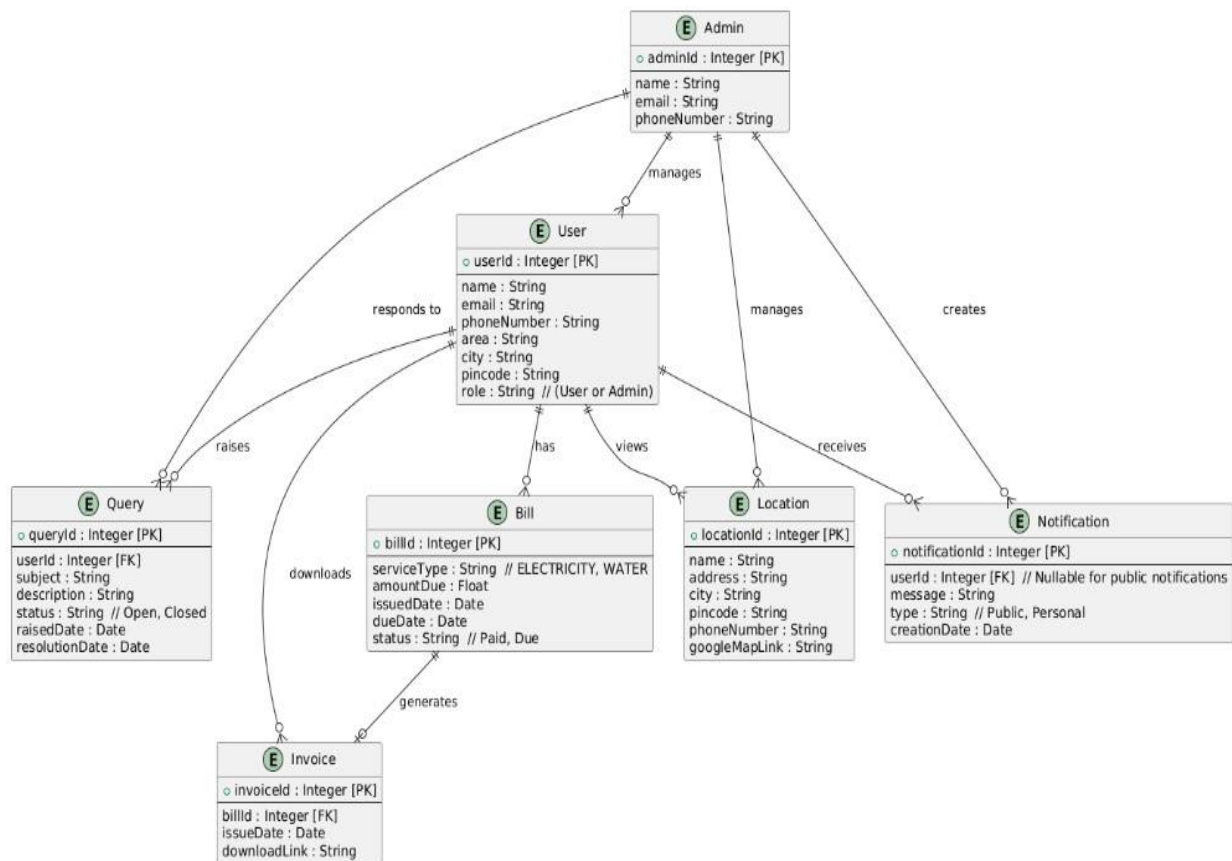 E Admin
adminId : Integer [PK]
name : String
email : String
phoneNumber : String
manages
E User
userId : Integer [PK]
name : String
email : String
phoneNumber : String
area : String
city : String
pincode : String
role : String // (User or Admin)
responds to
manages
creates
raises
has
views
receives
E Query
queryId : Integer [PK]
userId : Integer [FK]
subject : String
description : String
status : String // Open, Closed
raisedDate : Date
resolutionDate : Date
downloads
E Bill
billId : Integer [PK]
serviceType : String // ELECTRICITY, WATER
amountDue : Float
issuedDate : Date
dueDate : Date
status : String // Paid, Due
E Location
locationId : Integer [PK]
name : String
address : String
city : String
pincode : String
phoneNumber : String
googleMapLink : String
E Notification
notificationId : Integer [PK]
userId : Integer [FK] // Nullable for public notifications
message : String
type : String // Public, Personal
creationDate : Date
generates
E Invoice
invoiceId : Integer [PK]
billId : Integer [FK]
issueDate : Date
downloadLink : String